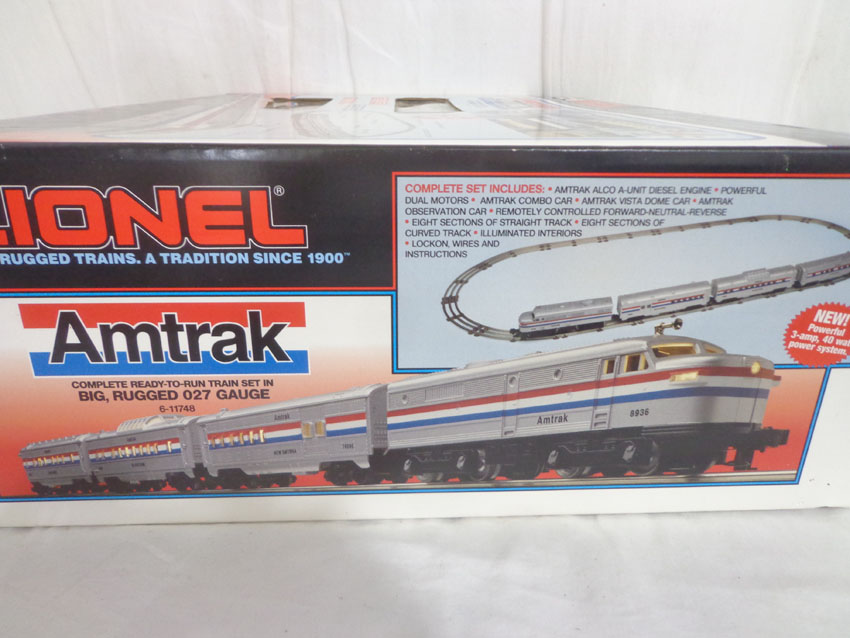 LIONEL®
RUGGED TRAINS. A TRADITION SINCE 1900™
COMPLETE SET INCLUDES: • AMTRAK ALCO A-UNIT DIESEL ENGINE • POWERFUL
DUAL MOTORS • AMTRAK COMBO CAR • AMTRAK VISTA DOME CAR • AMTRAK
OBSERVATION CAR • REMOTELY CONTROLLED FORWARD-NEUTRAL-REVERSE
• EIGHT SECTIONS OF STRAIGHT TRACK • EIGHT SECTIONS OF
CURVED TRACK • ILLUMINATED INTERIORS
• LOCKON, WIRES AND
INSTRUCTIONS
NEW!
Powerful
3-amp, 40 watt
power system.
Amtrak
COMPLETE READY-TO-RUN TRAIN SET IN
BIG, RUGGED 027 GAUGE
6-11748
Amtrak
Amtrak
8936